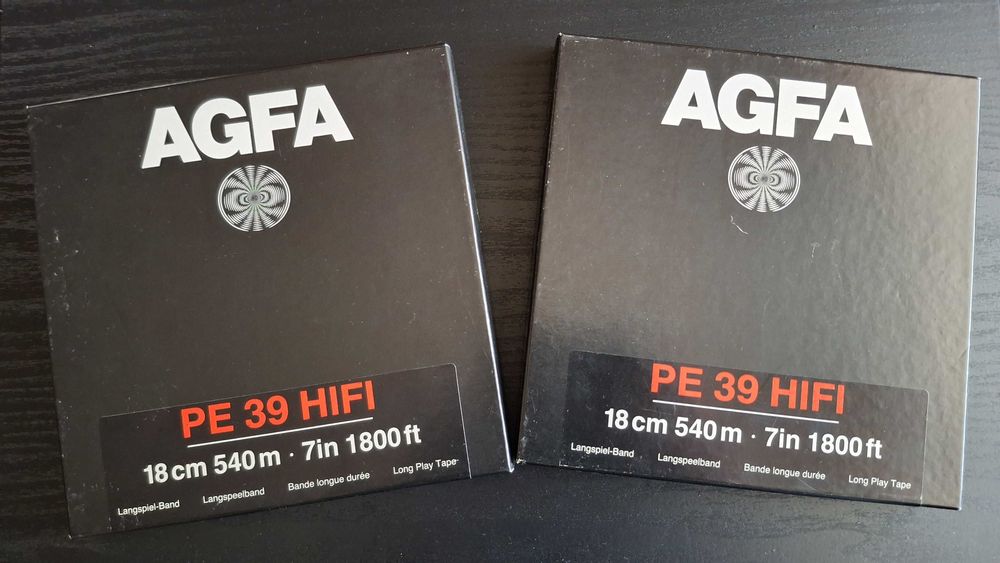 AGFA
PE 39 HIFI
18 cm 540 m · 7in 1800 ft
Langspiel-Band Langspeelband Bande longue durée Long Play Tape
AGFA
PE 39 HIFI
18 cm 540 m · 7in 1800 ft
Langspiel-Band Langspeelband Bande longue durée Long Play Tape